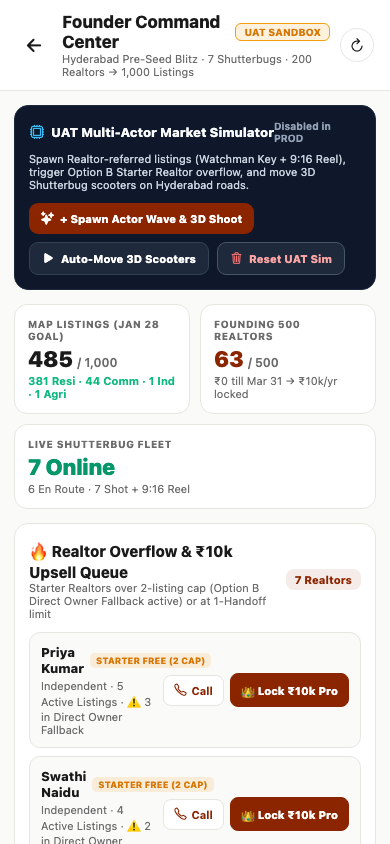 Founder Command
Center
UAT SANDBOX
Hyderabad Pre-Seed Blitz · 7 Shutterbugs · 200
Realtors → 1,000 Listings
UAT Multi-Actor Market Simulator
Disabled in
PROD
Spawn Realtor-referred listings (Watchman Key + 9:16 Reel),
trigger Option B Starter Realtor overflow, and move 3D
Shutterbug scooters on Hyderabad roads.
+ Spawn Actor Wave & 3D Shoot
Auto-Move 3D Scooters
Reset UAT Sim
MAP LISTINGS (JAN 28
GOAL)
485 / 1,000
381 Resi · 44 Comm · 1 Ind
· 1 Agri
FOUNDING 500
REALTORS
63 / 500
₹0 till Mar 31 → ₹10k/yr
locked
LIVE SHUTTERBUG FLEET
7 Online
6 En Route · 7 Shot + 9:16 Reel
🔥 Realtor Overflow & ₹10k
Upsell Queue
7 Realtors
Starter Realtors over 2-listing cap (Option B
Direct Owner Fallback active) or at 1-Handoff
limit
Priya
Kumar
STARTER FREE (2 CAP)
Independent · 5
Active Listings · ⚠️ 3
in Direct Owner
Fallback
Call
👑 Lock ₹10k Pro
Swathi
Naidu
STARTER FREE (2 CAP)
Independent · 4
Active Listings · ⚠️ 2
in Direct Owner
Call
👑 Lock ₹10k Pro